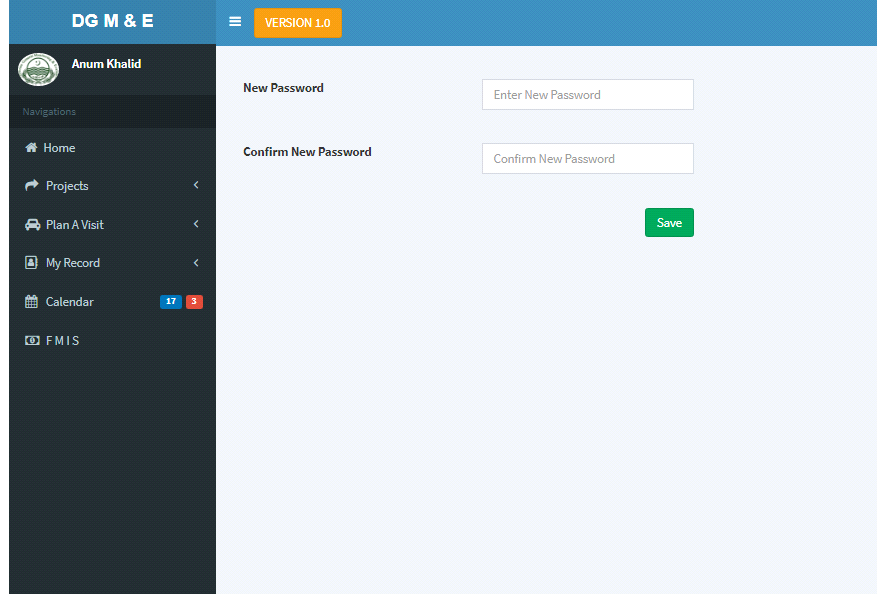 DG M & E
VERSION 1.0
Anum Khalid
Navigations
Home
Projects
Plan A Visit
My Record
Calendar 17 3
F M I S
New Password
Enter New Password
Confirm New Password
Confirm New Password
Save